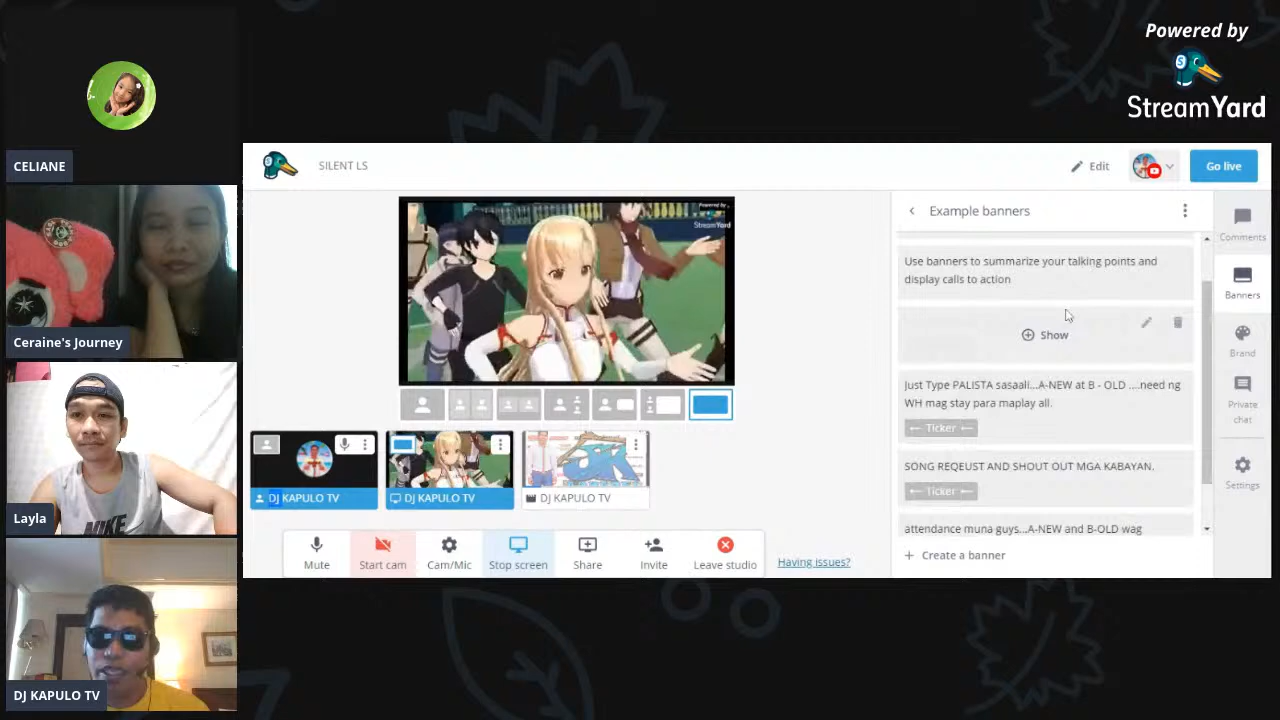 Powered by
StreamYard
CELIANE
Ceraine's Journey
Layla
NIKE
DJ KAPULO TV
SILENT LS
Edit
Go live
Powered by
StreamYard
DJ KAPULO TV
DJ KAPULO TV
DJ KAPULO TV
Mute
Start cam
Cam/Mic
Stop screen
Share
Invite
Leave studio
Having issues?
Example banners
Use banners to summarize your talking points and
display calls to action
Show
Just Type PALISTA sasaali...A-NEW at B - OLD ....need ng
WH mag stay para maplay all.
Ticker
SONG REQEUST AND SHOUT OUT MGA KABAYAN.
Ticker
attendance muna guys...A-NEW and B-OLD wag
+ Create a banner
Comments
Banners
Brand
Private
chat
Settings